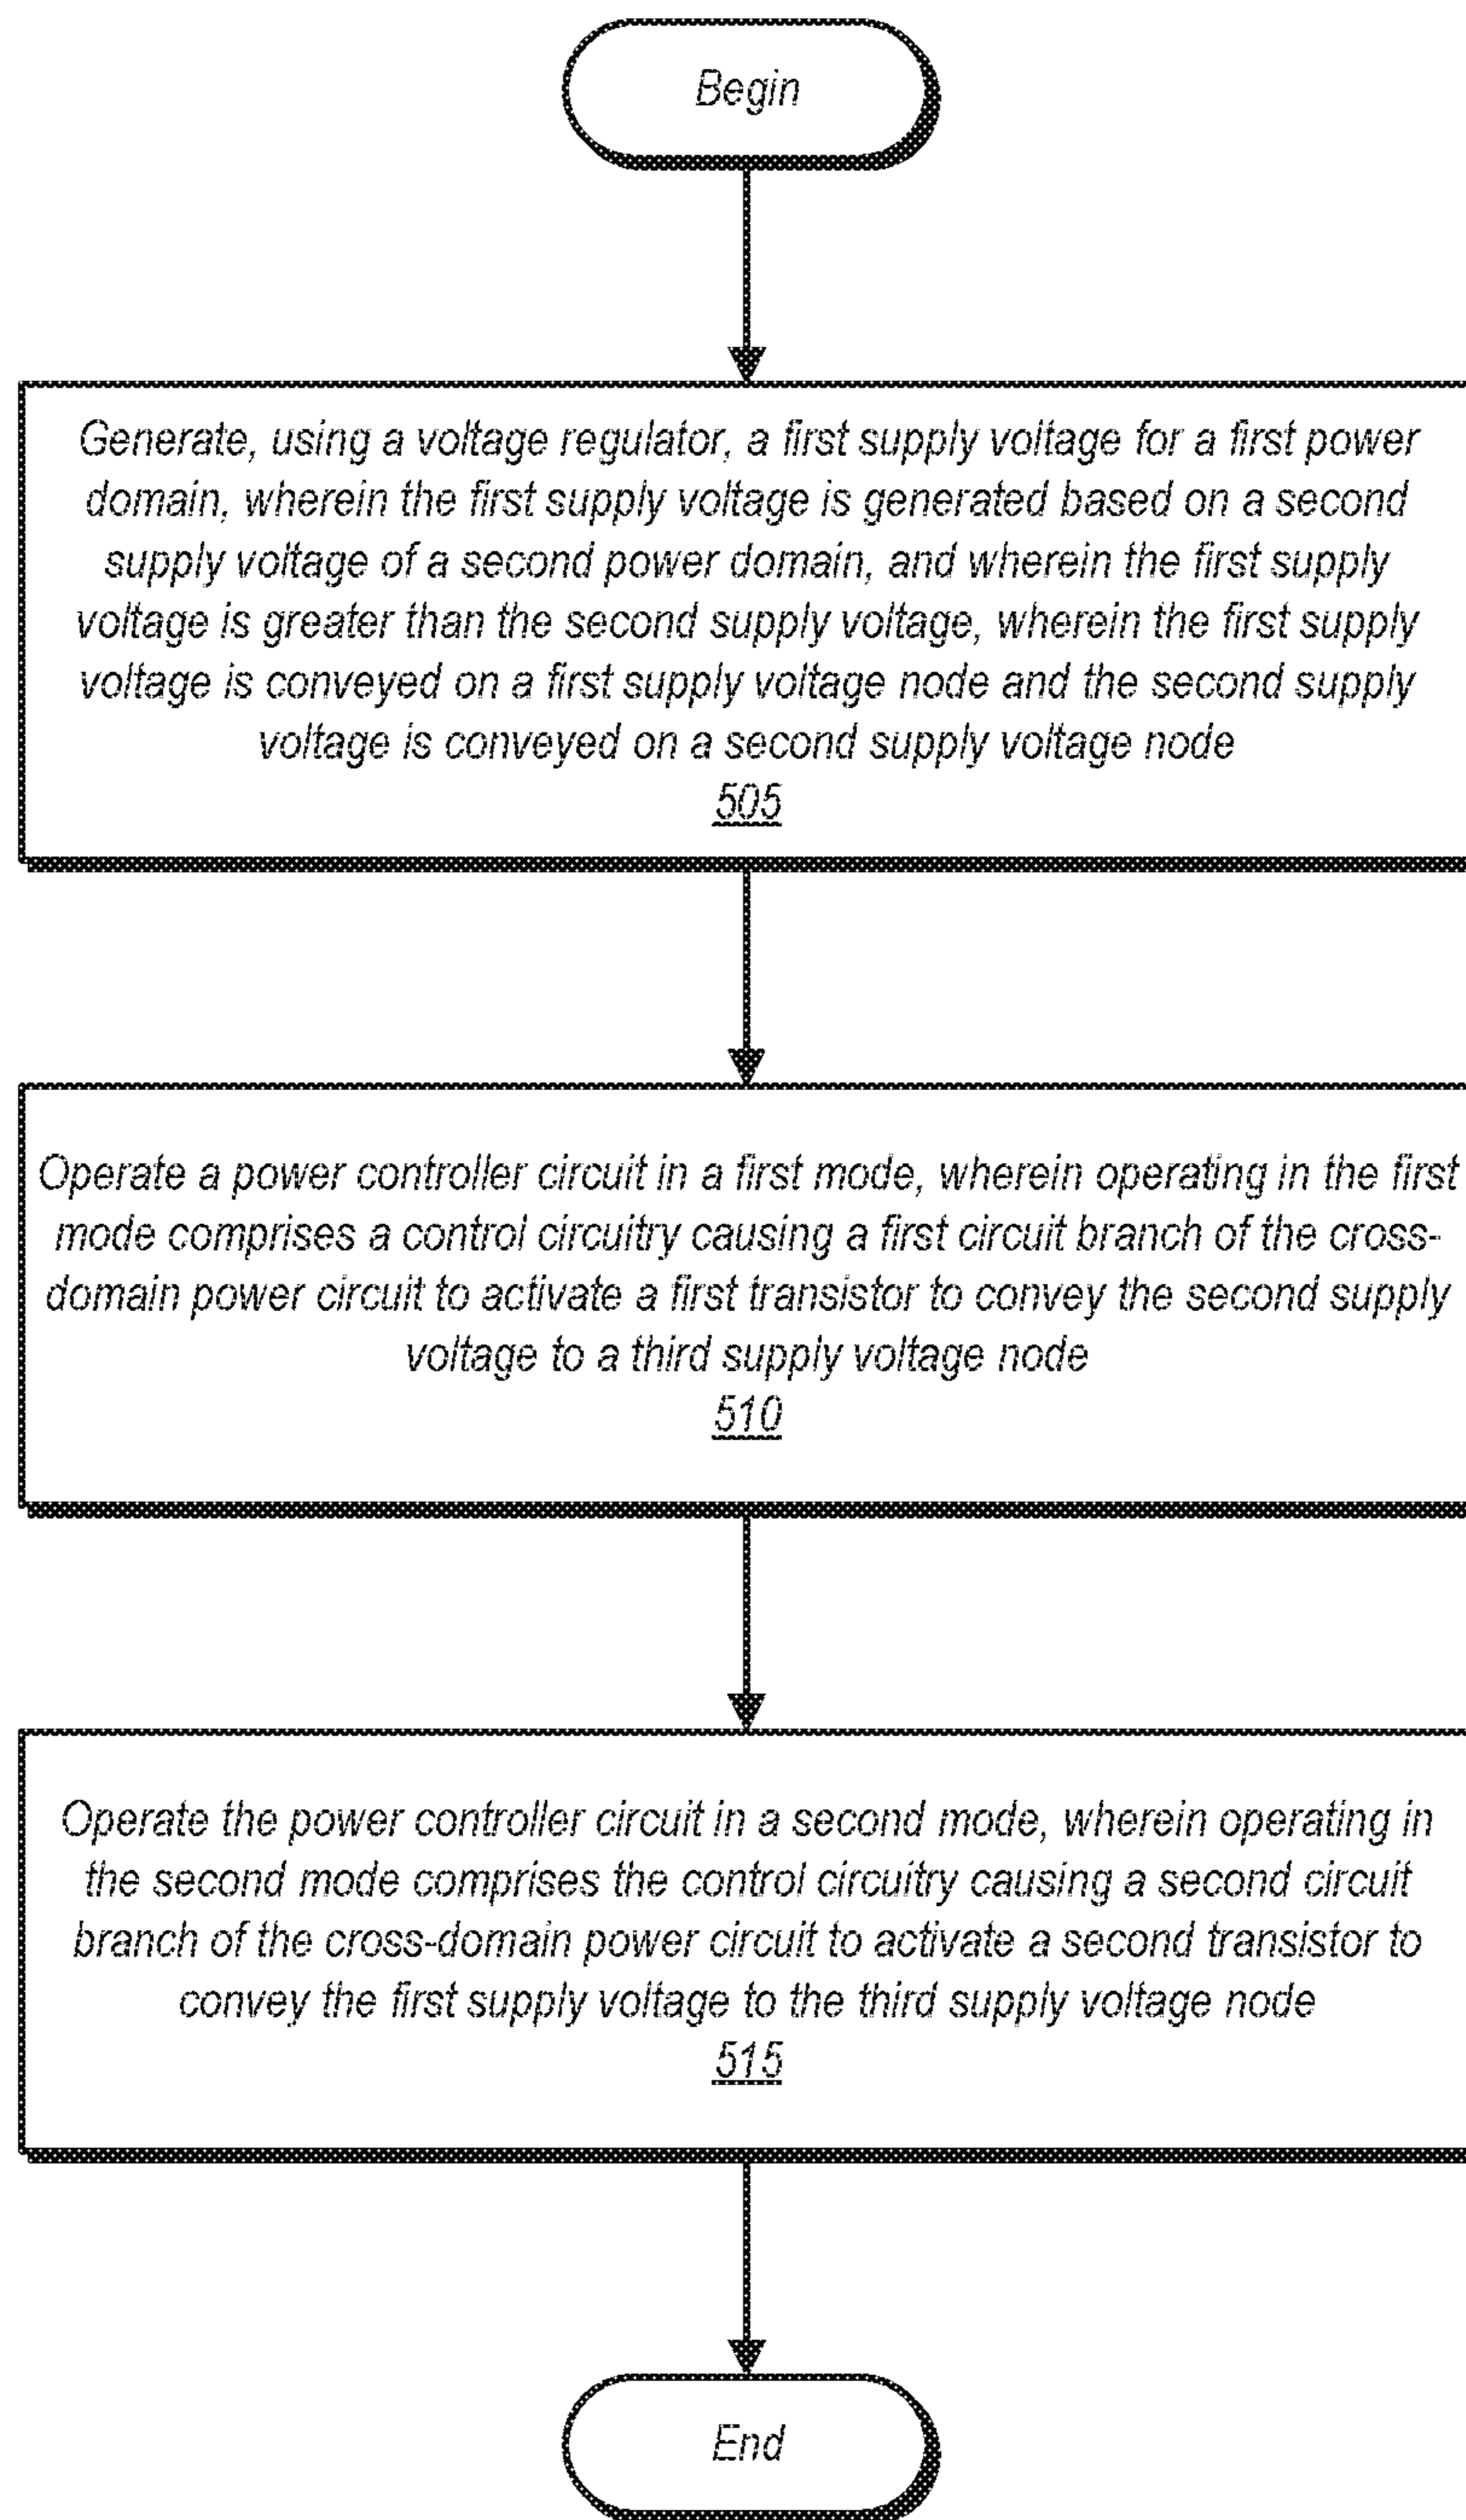 Begin
Generate, using a voltage regulator, a first supply voltage for a first power
domain, wherein the first supply voltage is generated based on a second
supply voltage of a second power domain, and wherein the first supply
voltage is greater than the second supply voltage, wherein the first supply
voltage is conveyed on a first supply voltage node and the second supply
voltage is conveyed on a second supply voltage node
505
Operate a power controller circuit in a first mode, wherein operating in the first
mode comprises a control circuitry causing a first circuit branch of the cross-
domain power circuit to activate a first transistor to convey the second supply
voltage to a third supply voltage node
510
Operate the power controller circuit in a second mode, wherein operating in
the second mode comprises the control circuitry causing a second circuit
branch of the cross-domain power circuit to activate a second transistor to
convey the first supply voltage to the third supply voltage node
515
End